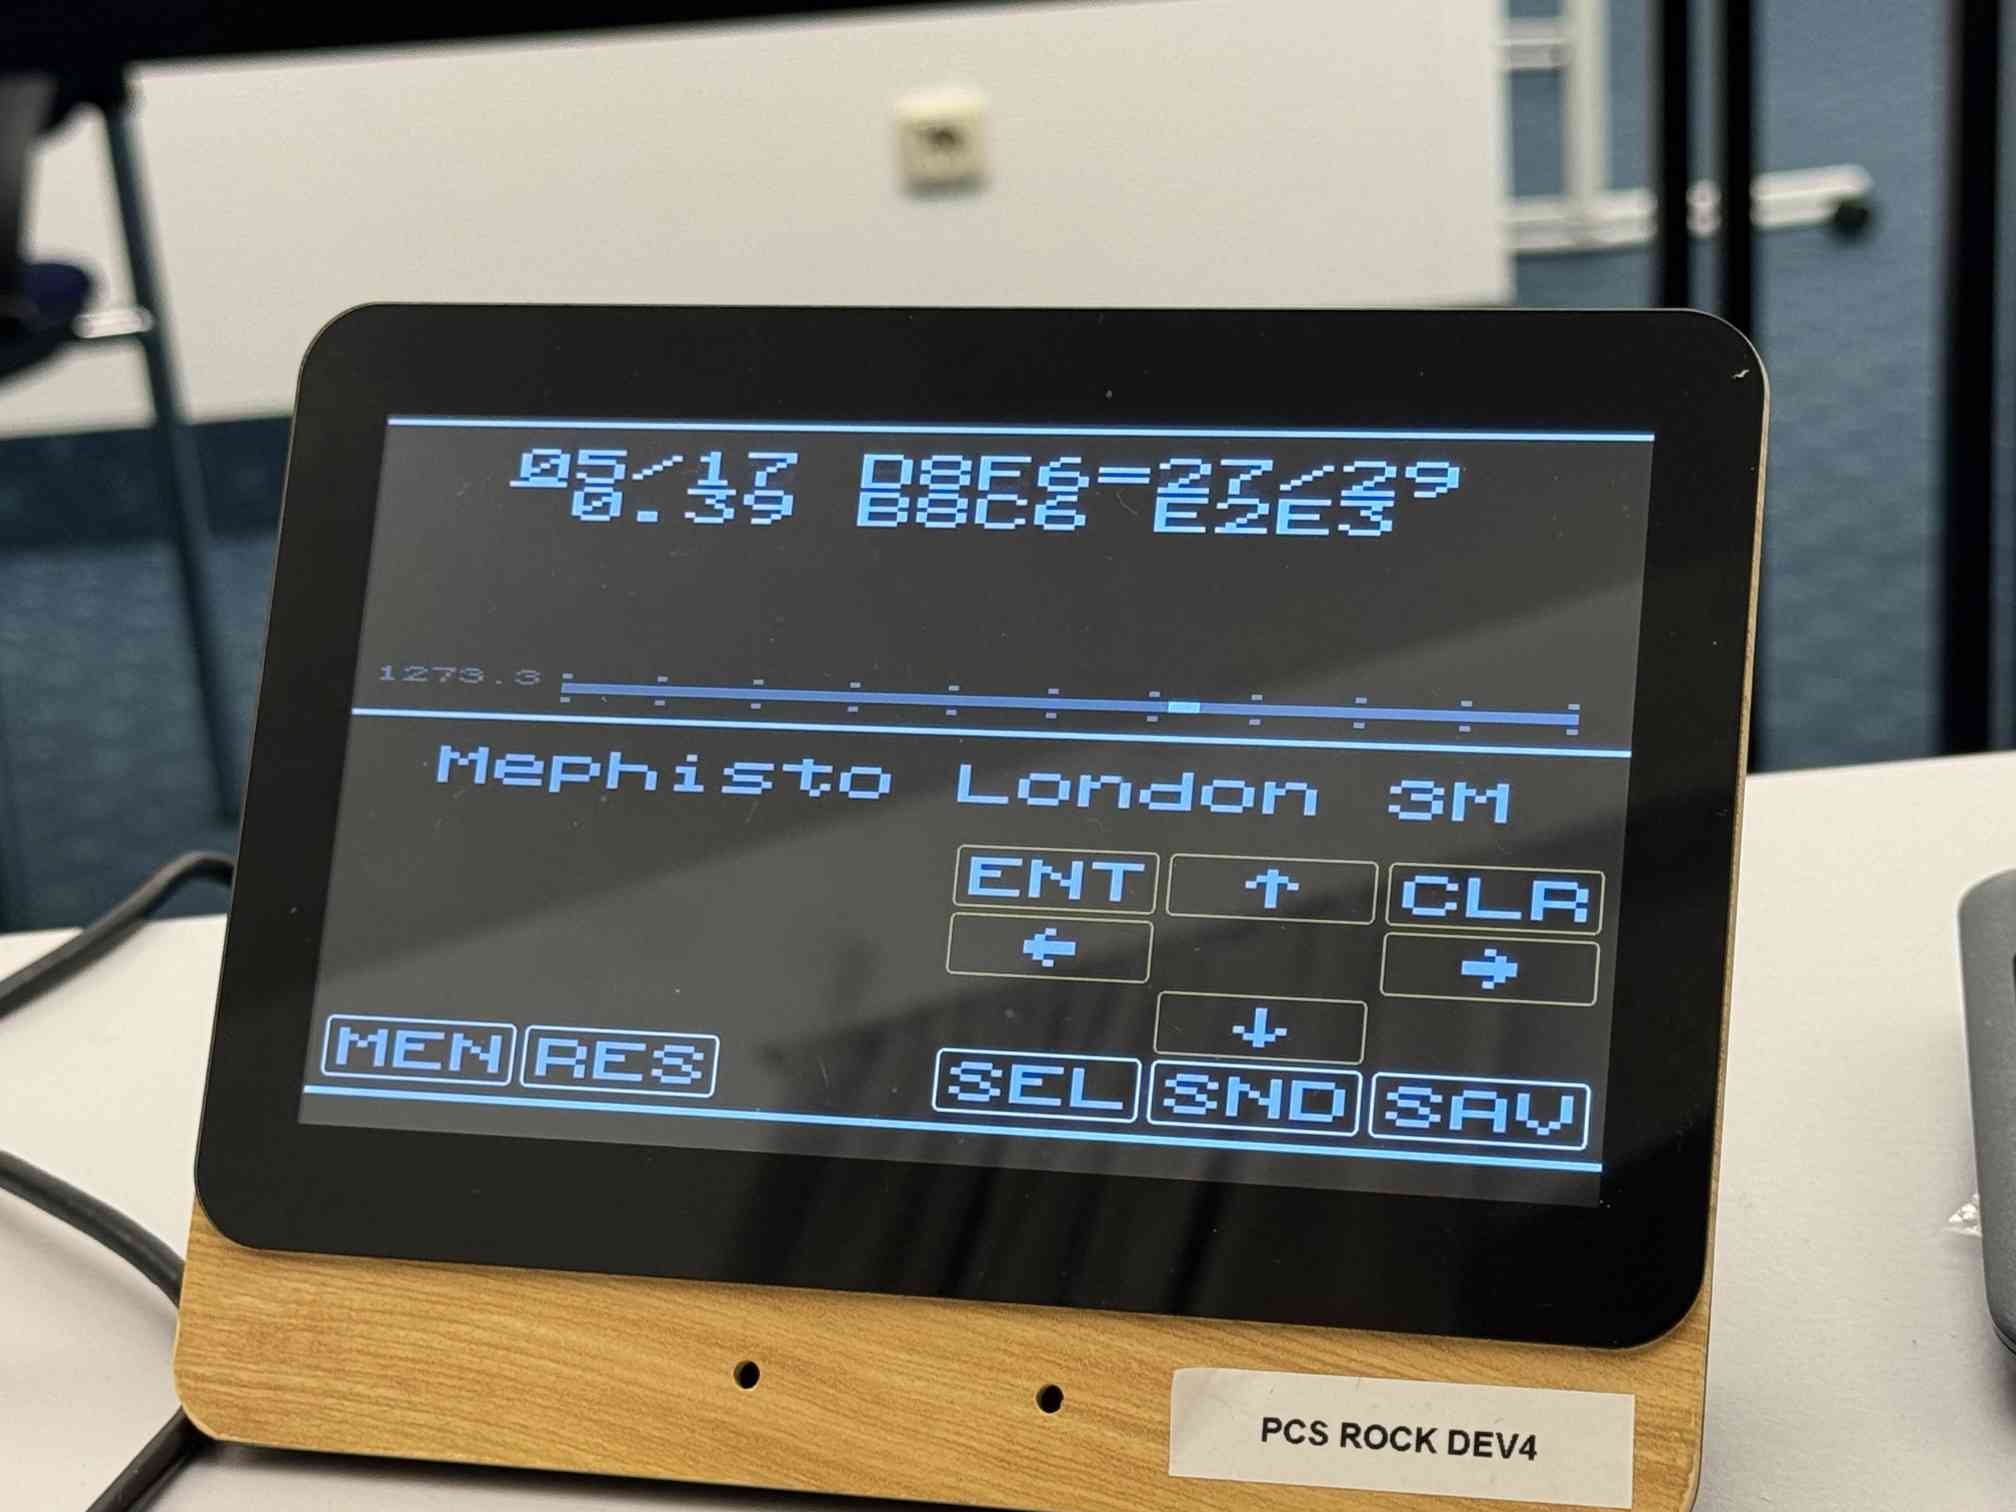 05/17 D8F6=27/29
0.39 B8C6 E2E3
1273.3
Mephisto London 3M
ENT ↑ CLR
← →
↓
MEN RES SEL SND SAV
PCS ROCK DEV4